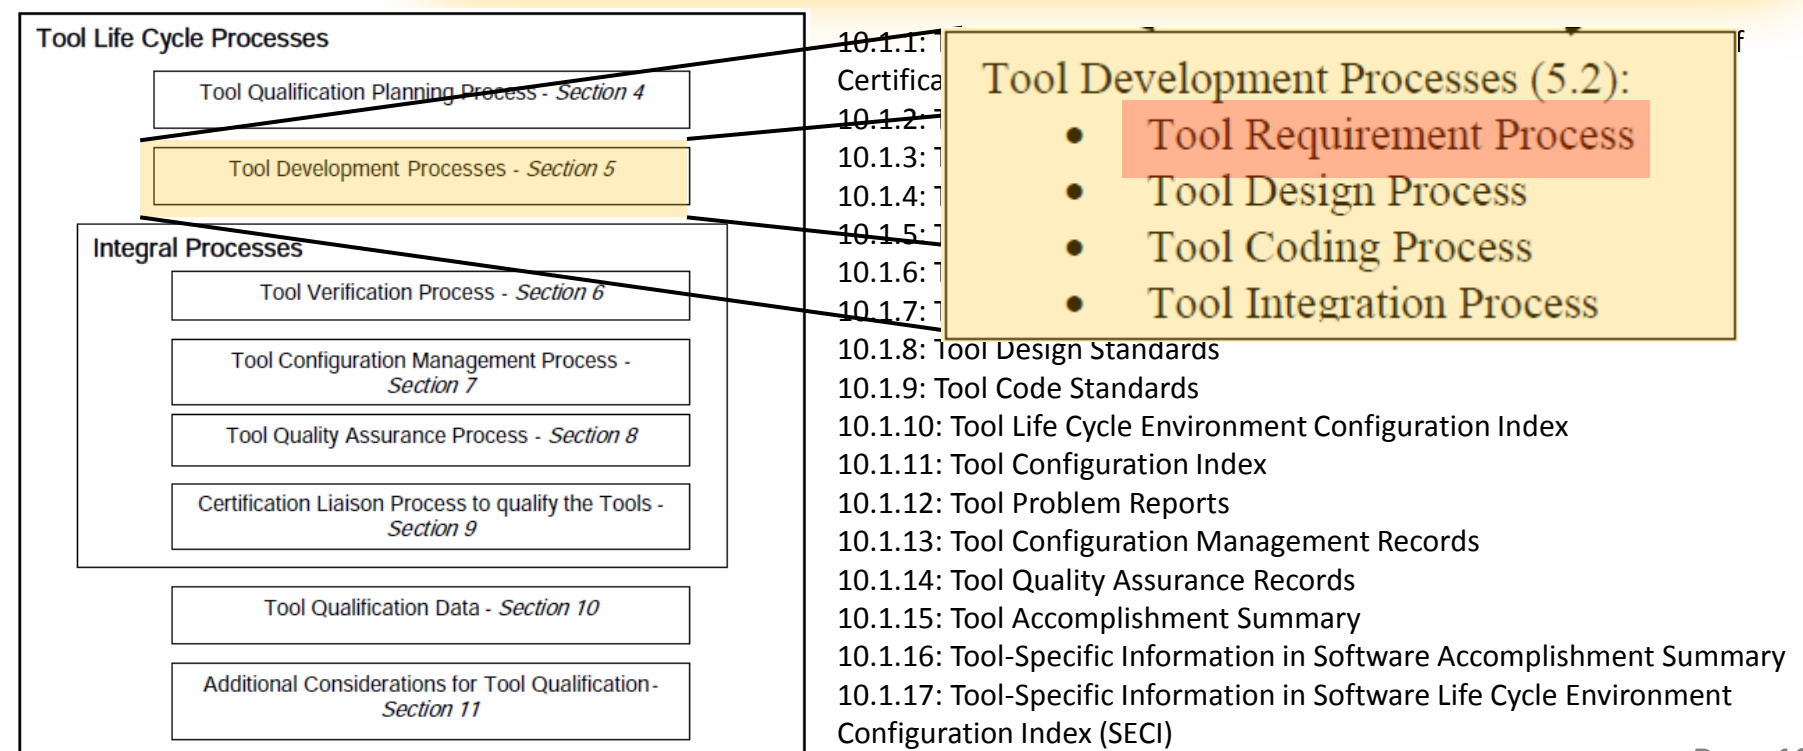 Tool Life Cycle Processes
Tool Qualification Planning Process - Section 4
Tool Development Processes - Section 5
Integral Processes
Tool Verification Process - Section 6
Tool Configuration Management Process -
Section 7
Tool Quality Assurance Process - Section 8
Certification Liaison Process to qualify the Tools -
Section 9
Tool Qualification Data - Section 10
Additional Considerations for Tool Qualification-
Section 11
10.1.1:
10.1.2:
10.1.3:
10.1.4:
10.1.5:
10.1.6:
10.1.7:
10.1.8: Tool Design Standards
10.1.9: Tool Code Standards
10.1.10: Tool Life Cycle Environment Configuration Index
10.1.11: Tool Configuration Index
10.1.12: Tool Problem Reports
10.1.13: Tool Configuration Management Records
10.1.14: Tool Quality Assurance Records
10.1.15: Tool Accomplishment Summary
10.1.16: Tool-Specific Information in Software Accomplishment Summary
10.1.17: Tool-Specific Information in Software Life Cycle Environment
Configuration Index (SECI)
Tool Development Processes (5.2):
• Tool Requirement Process
• Tool Design Process
• Tool Coding Process
• Tool Integration Process